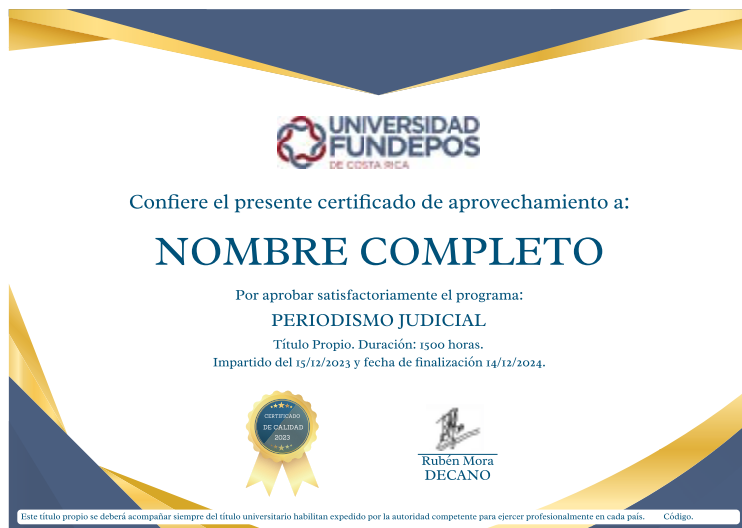 UNIVERSIDAD
FUNDEPOS
DE COSTA RICA
Confiere el presente certificado de aprovechamiento a:
NOMBRE COMPLETO
Por aprobar satisfactoriamente el programa:
PERIODISMO JUDICIAL
Título Propio. Duración: 1500 horas.
Impartido del 15/12/2023 y fecha de finalización 14/12/2024.
CERTIFICADO
DE CALIDAD
2023
Rubén Mora
DECANO
Este título propio se deberá acompañar siempre del título universitario habilitan expedido por la autoridad competente para ejercer profesionalmente en cada país. Código.